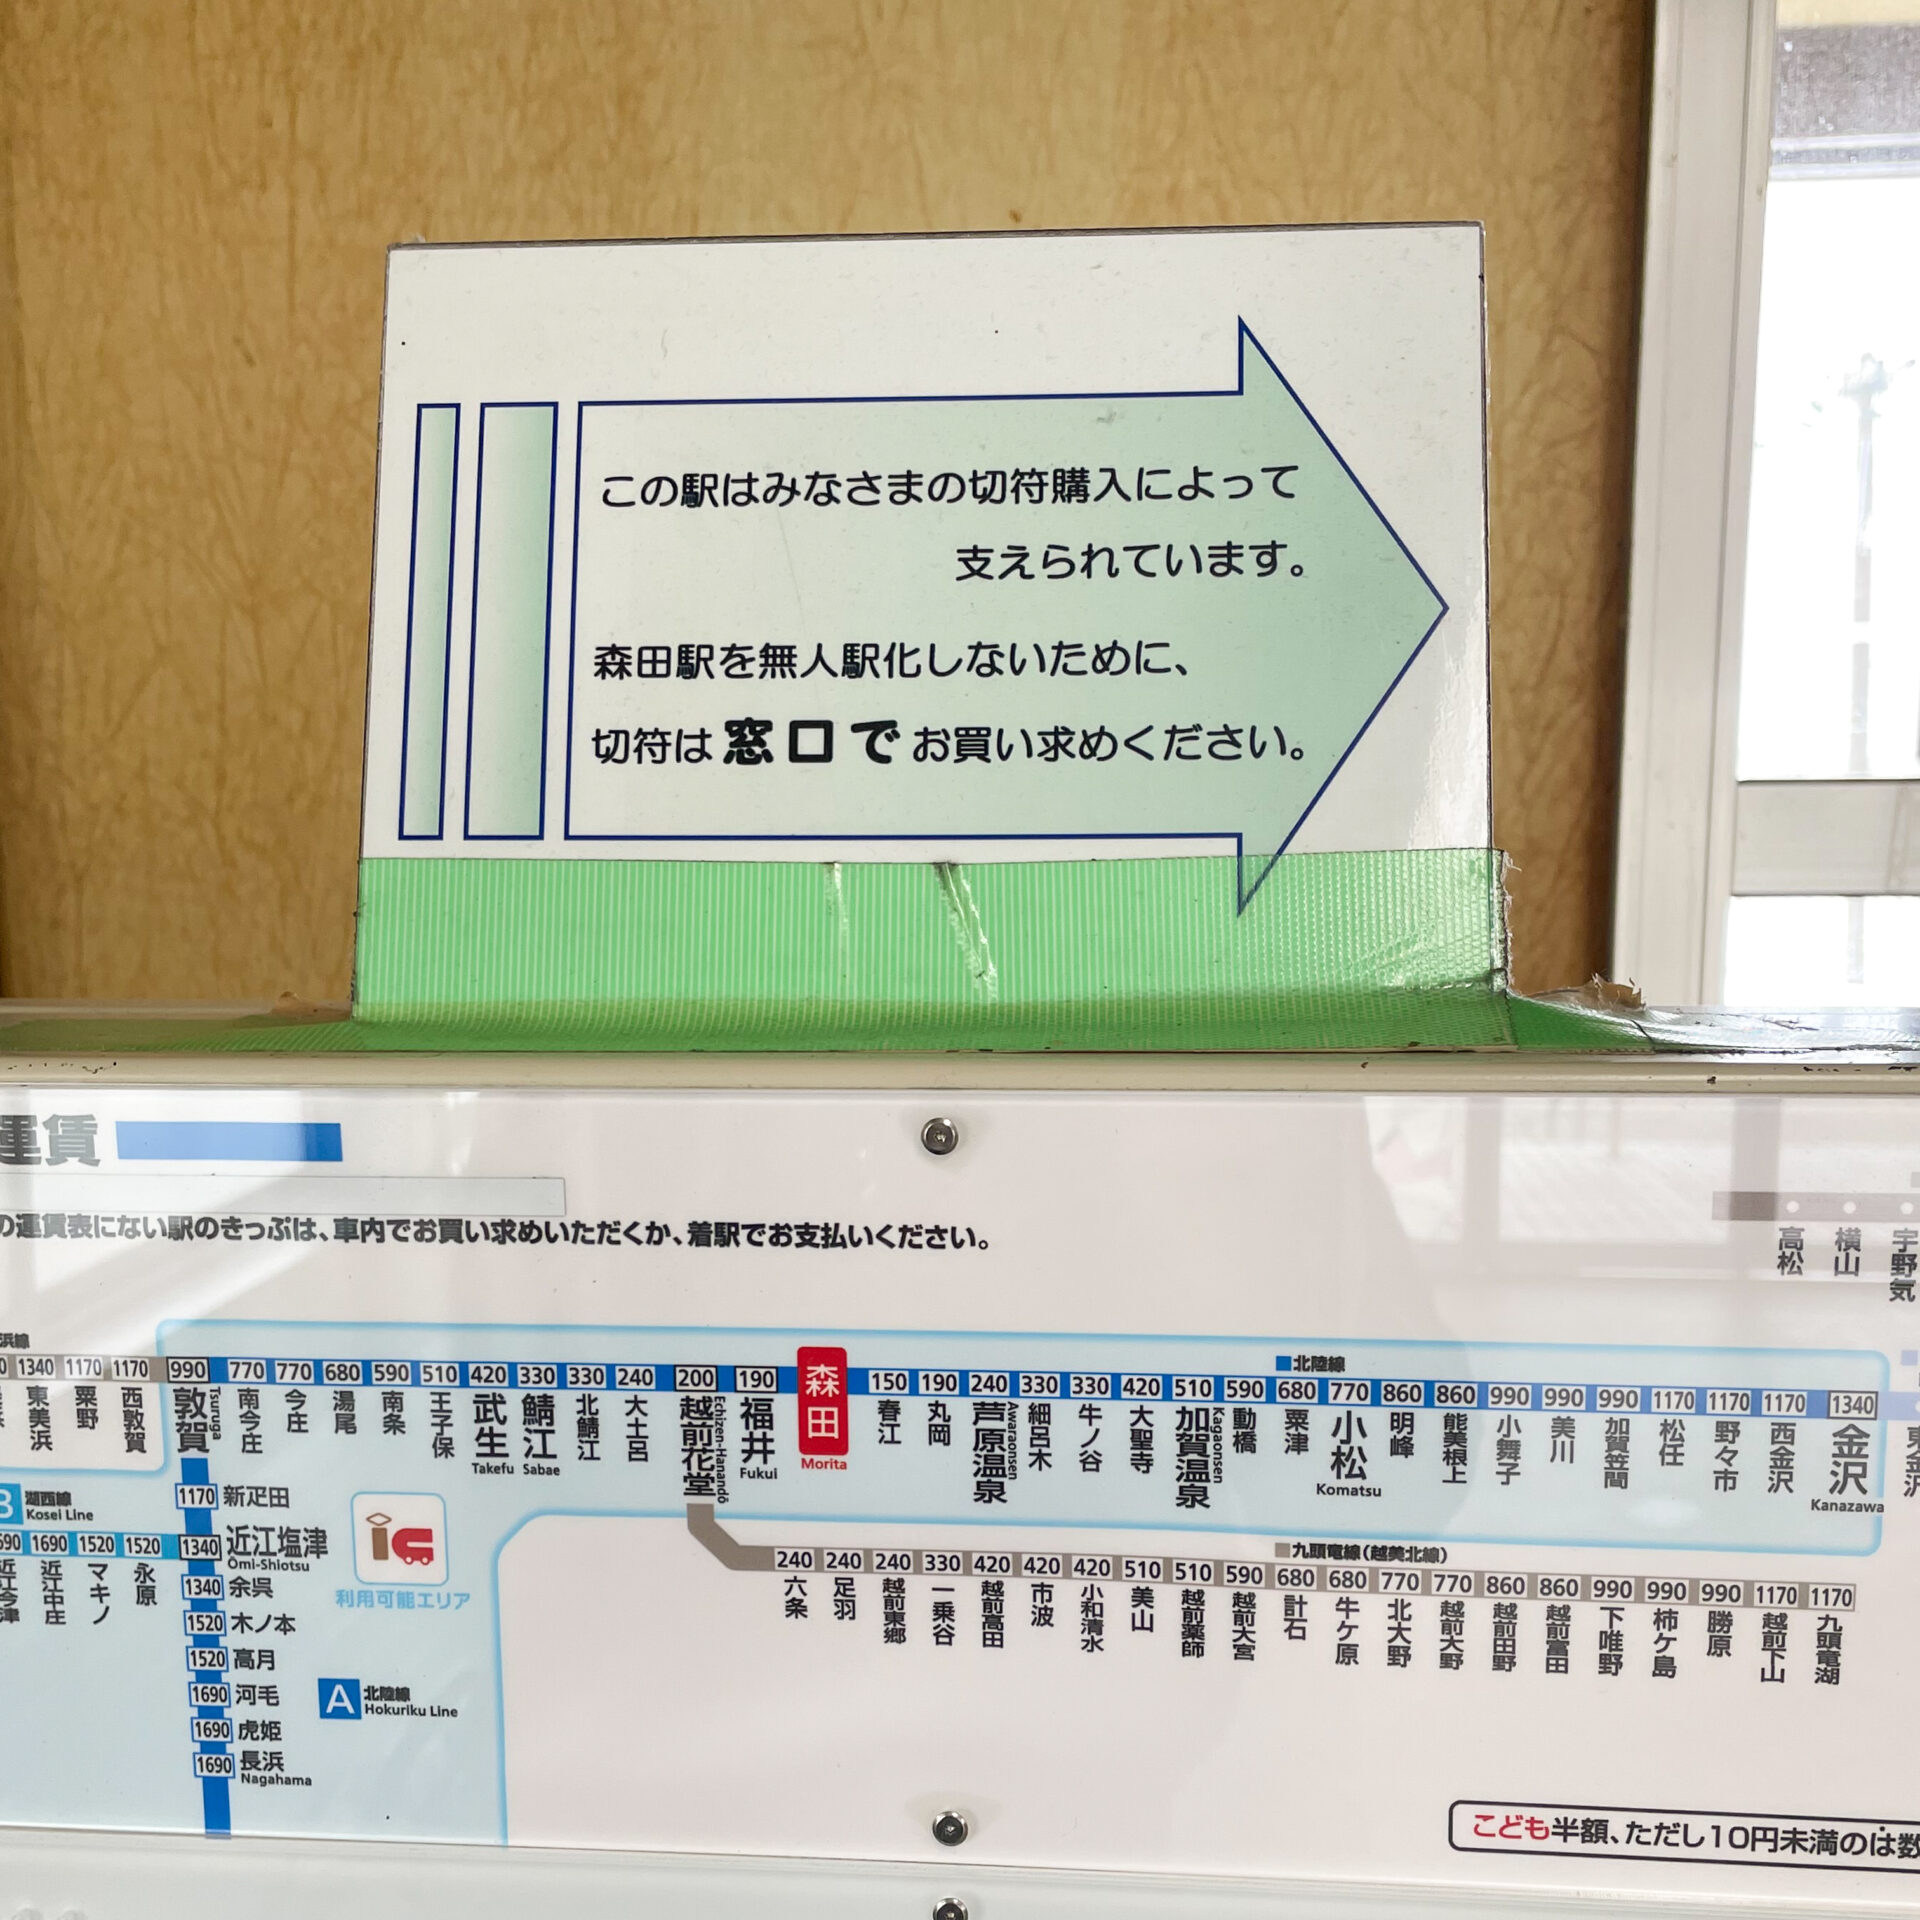 この駅はみなさまの切符購入によって
支えられています。
森田駅を無人駅化しないために、
切符は 窓口で お買い求めください。
運賃
の運賃表にない駅のきっぷは、車内でお買い求めいただくか、着駅でお支払いください。
高松 横山 宇野気
浜線
北陸線
1340 1170 1170 990 770 770 680 590 510 420 330 330 240 200 190 森田 150 190 240 330 330 420 510 590 680 770 860 860 990 990 990 1170 1170 1170 1340
東美浜 粟野 西敦賀 敦賀 南今庄 今庄 湯尾 南条 王子保 武生 鯖江 北鯖江 大土呂 越前花堂 福井 春江 丸岡 芦原温泉 細呂木 牛ノ谷 大聖寺 加賀温泉 動橋 粟津 小松 明峰 能美根上 小舞子 美川 加賀笠間 松任 野々市 西金沢 金沢 東金沢
Tsuruga Takefu Sabae Echizen-Hanandō Fukui Morita Awaraonsen Kagaonsen Komatsu Kanazawa
B 湖西線
Kosei Line
1690 1520 1520
近江今津 近江中庄 マキノ 永原
1170 新疋田
1340 近江塩津
Ōmi-Shiotsu
1340 余呉
1520 木ノ本
1520 高月
1690 河毛
1690 虎姫
1690 長浜
Nagahama
ic
利用可能エリア
A 北陸線
Hokuriku Line
九頭竜線(越美北線)
240 240 240 330 420 420 420 510 510 590 680 680 770 770 860 860 990 990 990 1170 1170
六条 足羽 越前東郷 一乗谷 越前高田 市波 小和清水 美山 越前薬師 越前大宮 計石 牛ケ原 北大野 越前大野 越前田野 越前富田 下唯野 柿ケ島 勝原 越前下山 九頭竜湖
こども半額、ただし10円未満のは数